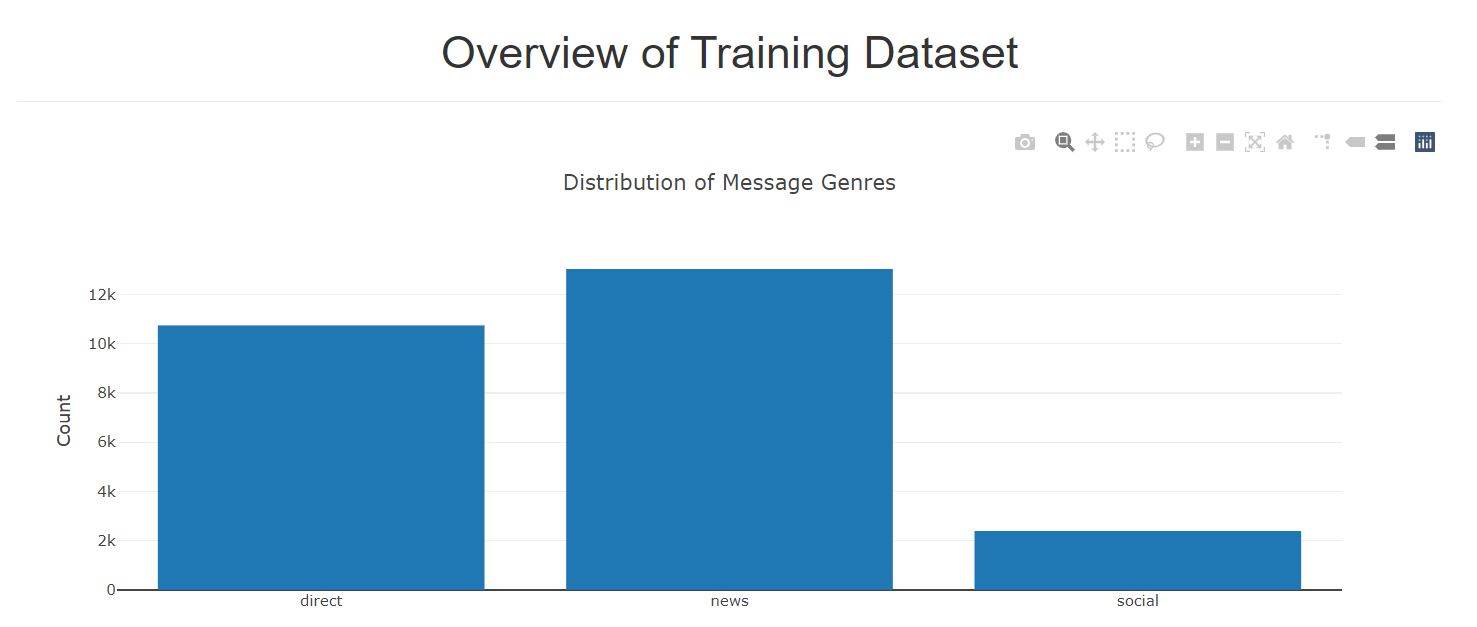 Overview of Training Dataset
Distribution of Message Genres
12k
10k
8k
6k
4k
2k
0
Count
direct news social